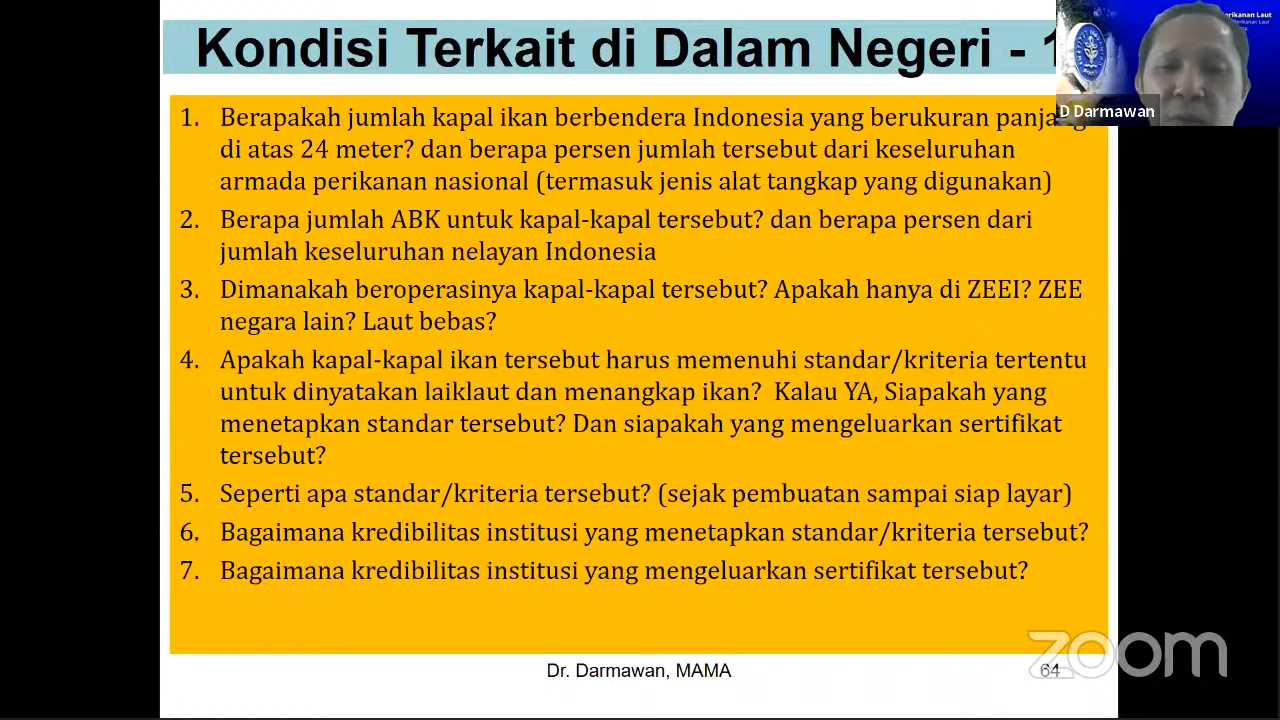 Kondisi Terkait di Dalam Negeri - 1
D Darmawan
1. Berapakah jumlah kapal ikan berbendera Indonesia yang berukuran panjang
di atas 24 meter? dan berapa persen jumlah tersebut dari keseluruhan
armada perikanan nasional (termasuk jenis alat tangkap yang digunakan)
2. Berapa jumlah ABK untuk kapal-kapal tersebut? dan berapa persen dari
jumlah keseluruhan nelayan Indonesia
3. Dimanakah beroperasinya kapal-kapal tersebut? Apakah hanya di ZEEI? ZEE
negara lain? Laut bebas?
4. Apakah kapal-kapal ikan tersebut harus memenuhi standar/kriteria tertentu
untuk dinyatakan laiklaut dan menangkap ikan? Kalau YA, Siapakah yang
menetapkan standar tersebut? Dan siapakah yang mengeluarkan sertifikat
tersebut?
5. Seperti apa standar/kriteria tersebut? (sejak pembuatan sampai siap layar)
6. Bagaimana kredibilitas institusi yang menetapkan standar/kriteria tersebut?
7. Bagaimana kredibilitas institusi yang mengeluarkan sertifikat tersebut?
Dr. Darmawan, MAMA
64
zoom